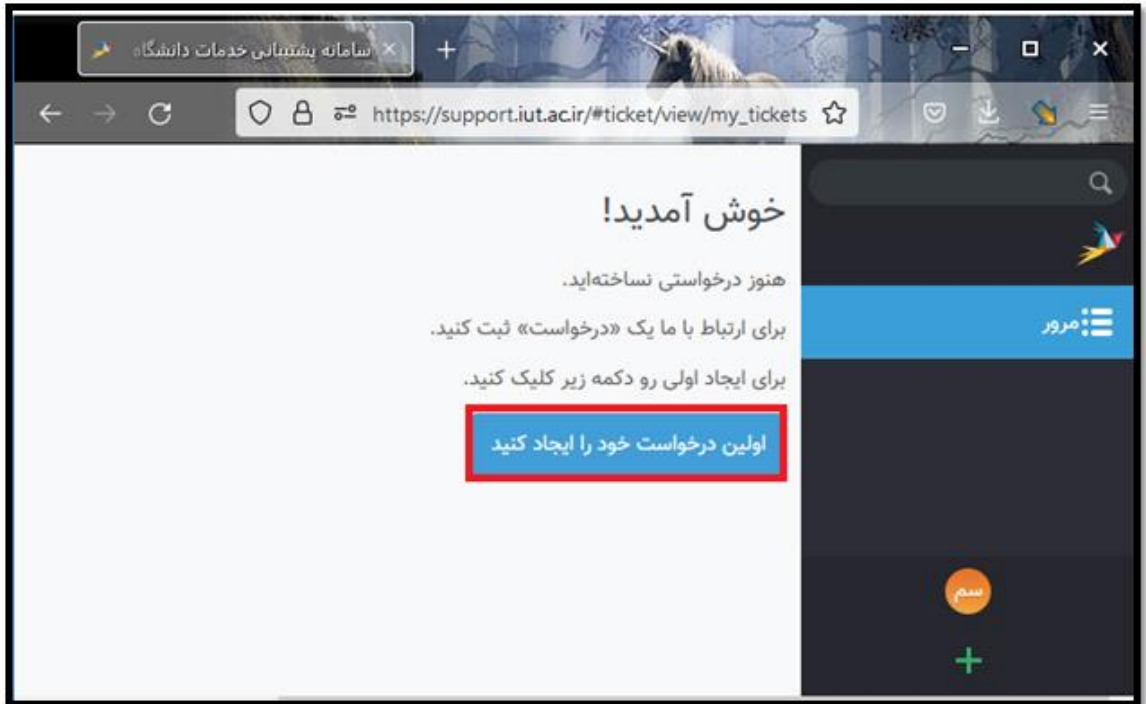 سامانه پشتیبانی خدمات دانشگاه
https://support.iut.ac.ir/#ticket/view/my_tickets
خوش آمدید!
هنوز درخواستی نساخته‌اید.
برای ارتباط با ما یک «درخواست» ثبت کنید.
برای ایجاد اولی رو دکمه زیر کلیک کنید.
اولین درخواست خود را ایجاد کنید
مرور
سم